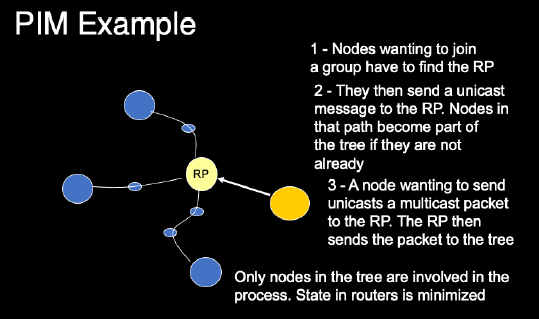 PIM Example
1 - Nodes wanting to join
a group have to find the RP
2 - They then send a unicast
message to the RP. Nodes in
that path become part of
the tree if they are not
already
RP
3 - A node wanting to send
unicasts a multicast packet
to the RP. The RP then
sends the packet to the tree
Only nodes in the tree are involved in the
process. State in routers is minimized